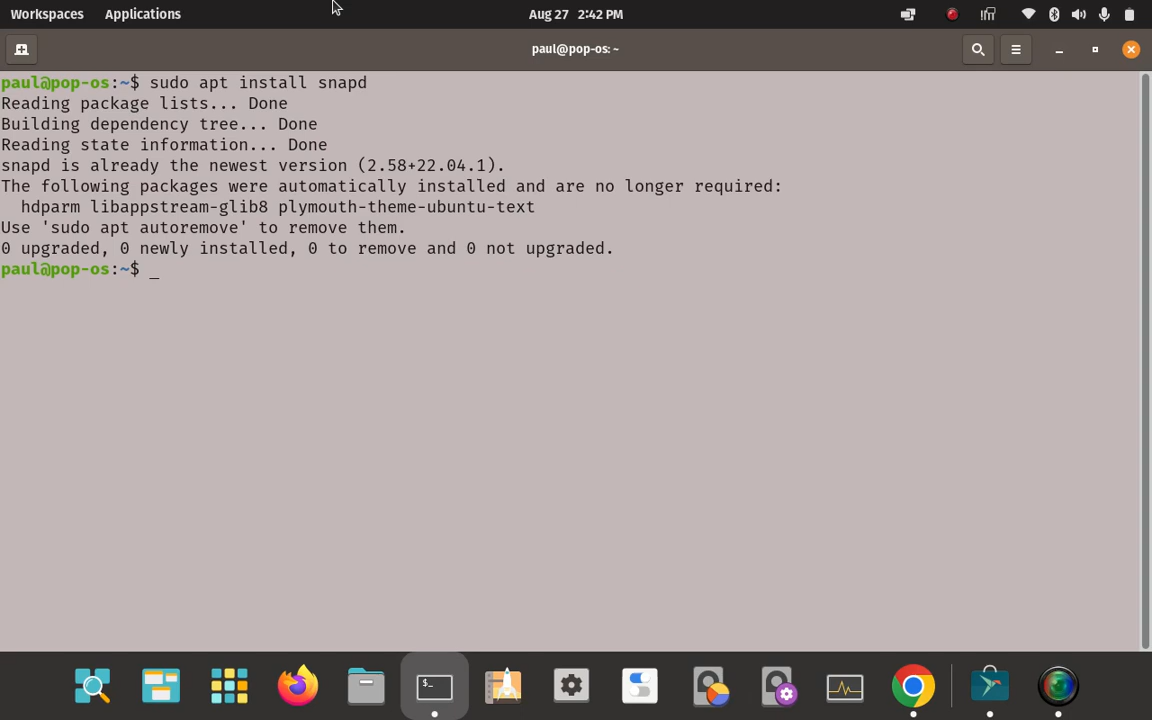 Workspaces Applications Aug 27 2:42 PM
paul@pop-os: ~
paul@pop-os:~$ sudo apt install snapd
Reading package lists... Done
Building dependency tree... Done
Reading state information... Done
snapd is already the newest version (2.58+22.04.1).
The following packages were automatically installed and are no longer required:
  hdparm libappstream-glib8 plymouth-theme-ubuntu-text
Use 'sudo apt autoremove' to remove them.
0 upgraded, 0 newly installed, 0 to remove and 0 not upgraded.
paul@pop-os:~$ _
$_